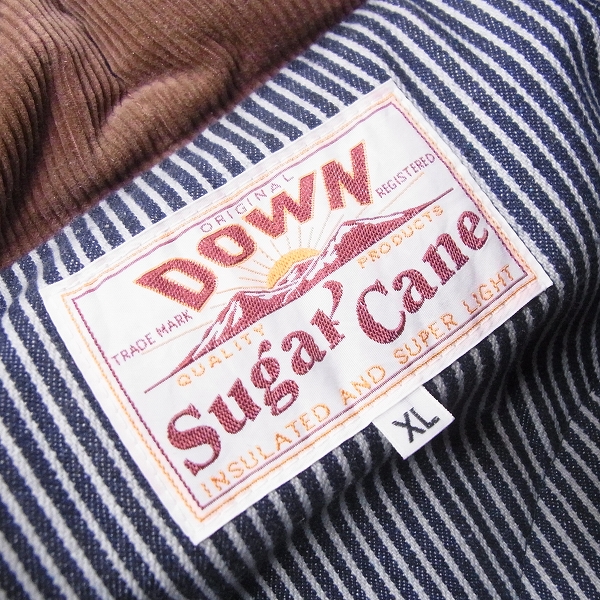 ORIGINAL
DOWN
TRADE MARK REGISTERED
QUALITY PRODUCTS
Sugar Cane
INSULATED AND SUPER LIGHT
XL